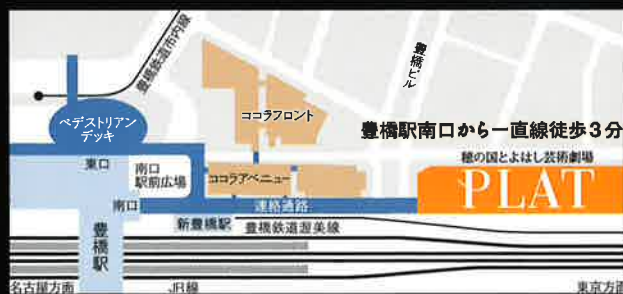 豊橋鉄道市内線
豊橋ビル
ココラフロント
ペデストリアン
デッキ
豊橋駅南口から一直線徒歩3分
穂の国とよはし芸術劇場
PLAT
東口
南口
駅前広場
ココラアベニュー
南口
連絡通路
豊橋駅
新豊橋駅
豊橋鉄道渥美線
名古屋方面
JR線
東京方面